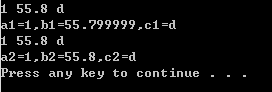 1 55.8 d
a1=1,b1=55.799999,c1=d
1 55.8 d
a2=1,b2=55.8,c2=d
Press any key to continue . . .